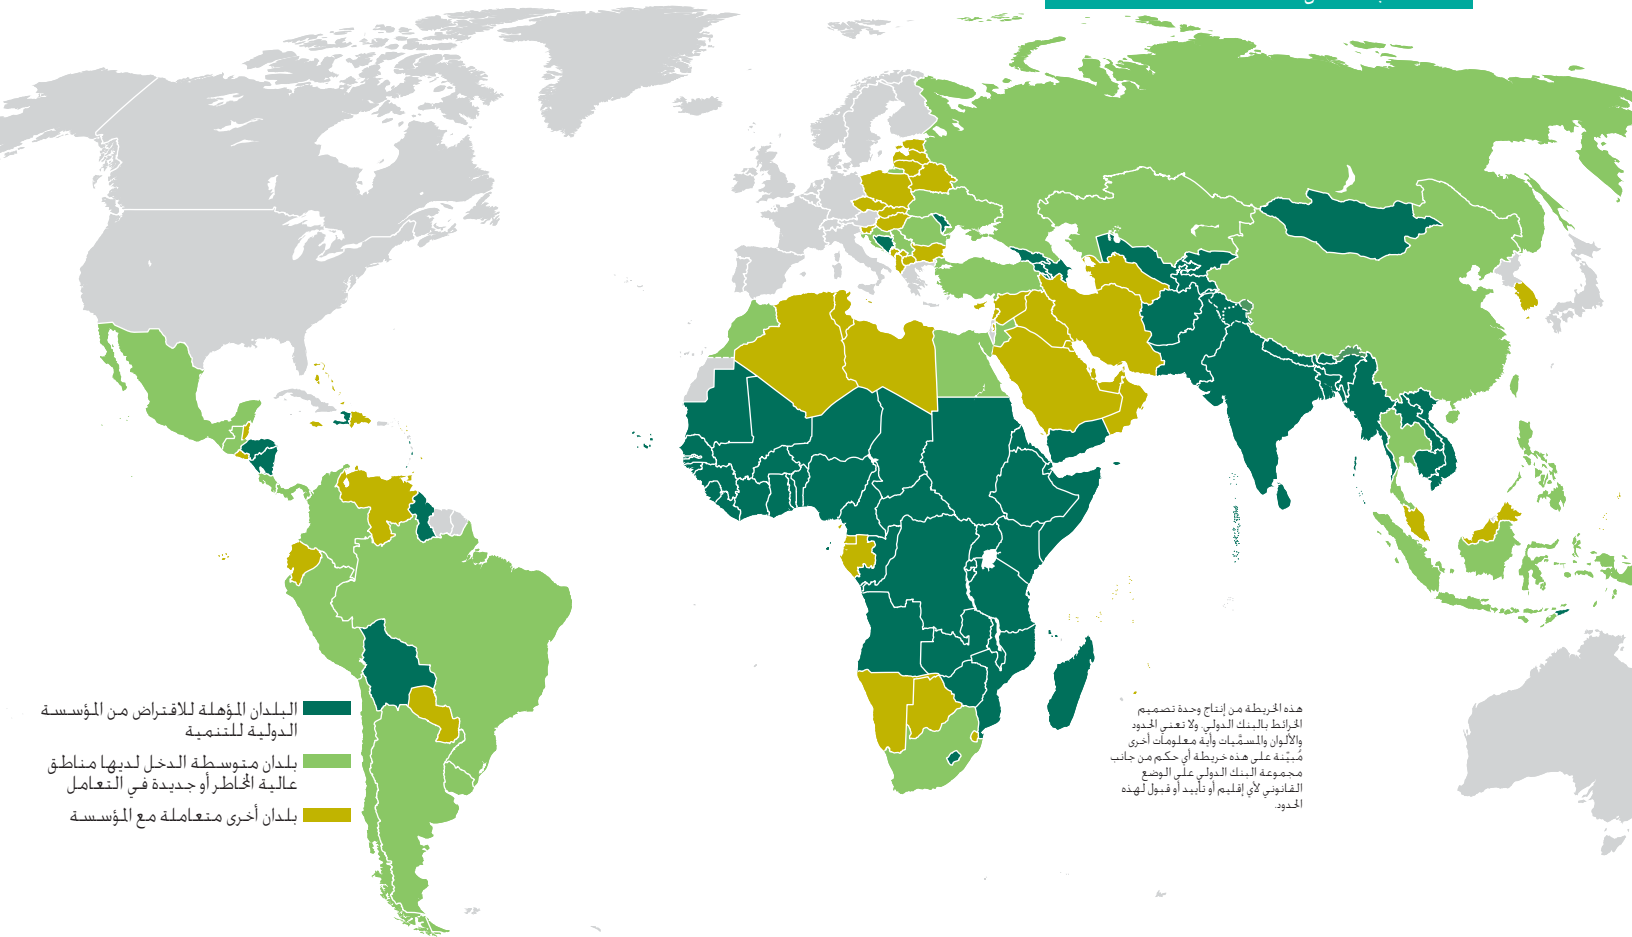 البلدان المؤهلة للاقتراض من المؤسسة
الدولية للتنمية
بلدان متوسطة الدخل لديها مناطق
عالية المخاطر أو جديدة في التعامل
بلدان أخرى متعاملة مع المؤسسة
هذه الخريطة من إنتاج وحدة تصميم
الخرائط بالبنك الدولي. ولا تعني الحدود
والألوان والمسمَّيات وأية معلومات أخرى
مُبيّنة على هذه خريطة أي حكم من جانب
مجموعة البنك الدولي على الوضع
القانوني لأي إقليم أو تأييد أو قبول لهذه
الحدود.